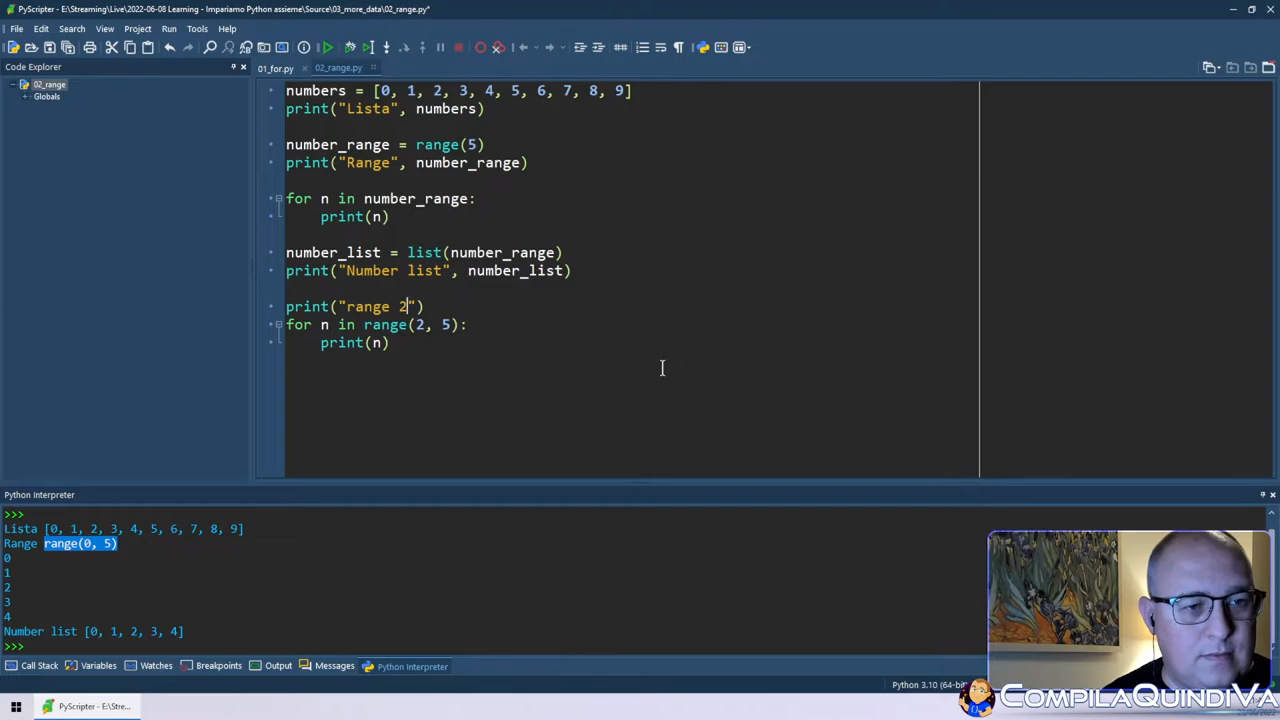 PyScripter - E:\Streaming\Live\2022-06-08 Learning - Impariamo Python assieme\Source\03_more_data\02_range.py*
File Edit Search View Project Run Tools Help
Code Explorer
02_range
Globals
01_for.py 02_range.py
numbers = [0, 1, 2, 3, 4, 5, 6, 7, 8, 9]
print("Lista", numbers)
number_range = range(5)
print("Range", number_range)
for n in number_range:
    print(n)
number_list = list(number_range)
print("Number list", number_list)
print("range 2")
for n in range(2, 5):
    print(n)
Python Interpreter
>>>
Lista [0, 1, 2, 3, 4, 5, 6, 7, 8, 9]
Range range(0, 5)
0
1
2
3
4
Number list [0, 1, 2, 3, 4]
>>>
Call Stack Variables Watches Breakpoints Output Messages Python Interpreter
Python 3.10 (64-bit)
PyScripter - E:\Stre...
COMPILAQUINDIVA